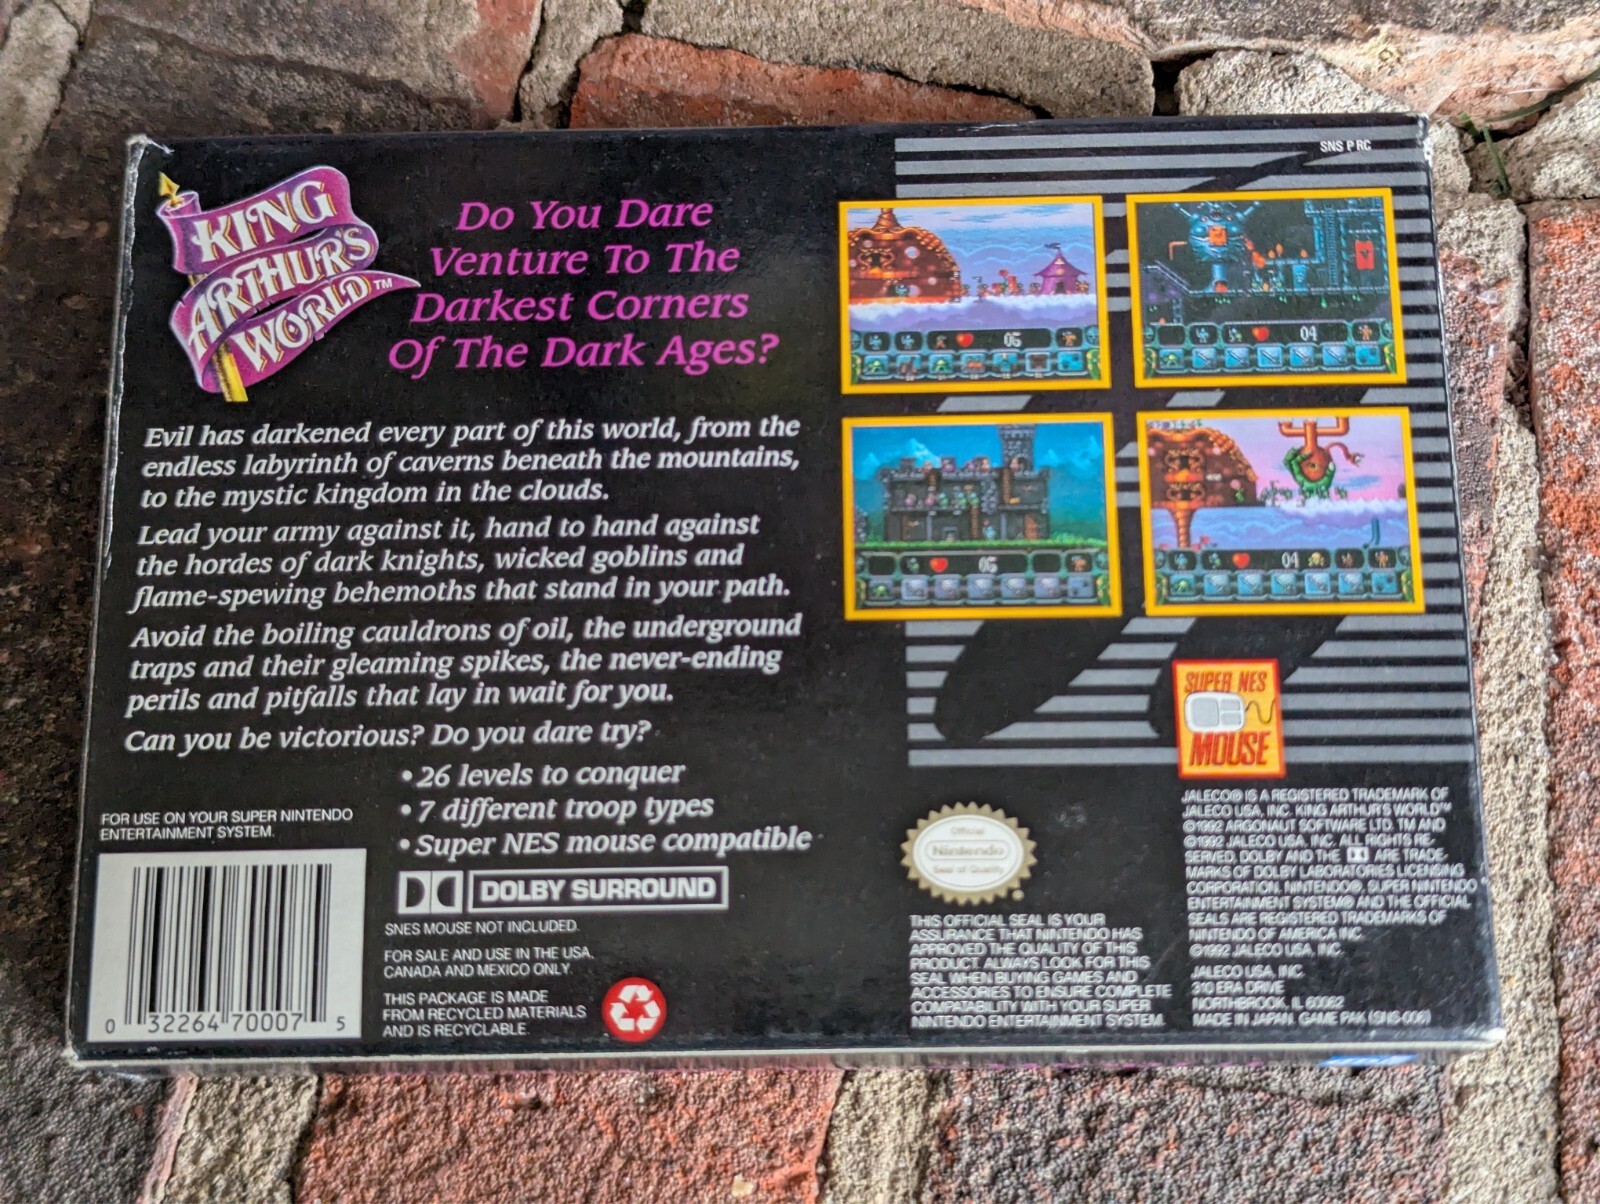 SNS P RC
KING
ARTHUR'S
WORLD™
Do You Dare
Venture To The
Darkest Corners
Of The Dark Ages?
Evil has darkened every part of this world, from the
endless labyrinth of caverns beneath the mountains,
to the mystic kingdom in the clouds.
Lead your army against it, hand to hand against
the hordes of dark knights, wicked goblins and
flame-spewing behemoths that stand in your path.
Avoid the boiling cauldrons of oil, the underground
traps and their gleaming spikes, the never-ending
perils and pitfalls that lay in wait for you.
Can you be victorious? Do you dare try?
• 26 levels to conquer
• 7 different troop types
• Super NES mouse compatible
FOR USE ON YOUR SUPER NINTENDO
ENTERTAINMENT SYSTEM.
0 32264 70007 5
DOLBY SURROUND
SNES MOUSE NOT INCLUDED.
FOR SALE AND USE IN THE USA,
CANADA AND MEXICO ONLY.
THIS PACKAGE IS MADE
FROM RECYCLED MATERIALS
AND IS RECYCLABLE.
05
04
05
04
SUPER NES
MOUSE
Official
Nintendo
Seal of Quality
THIS OFFICIAL SEAL IS YOUR
ASSURANCE THAT NINTENDO HAS
APPROVED THE QUALITY OF THIS
PRODUCT. ALWAYS LOOK FOR THIS
SEAL WHEN BUYING GAMES AND
ACCESSORIES TO ENSURE COMPLETE
COMPATABILITY WITH YOUR SUPER
NINTENDO ENTERTAINMENT SYSTEM.
JALECO® IS A REGISTERED TRADEMARK OF
JALECO USA, INC. KING ARTHUR'S WORLD™
©1992 ARGONAUT SOFTWARE LTD. TM AND
©1992 JALECO USA, INC. ALL RIGHTS RE-
SERVED. DOLBY AND THE ARE TRADE-
MARKS OF DOLBY LABORATORIES LICENSING
CORPORATION. NINTENDO®, SUPER NINTENDO
ENTERTAINMENT SYSTEM® AND THE OFFICIAL
SEALS ARE REGISTERED TRADEMARKS OF
NINTENDO OF AMERICA INC.
©1992 JALECO USA, INC.
JALECO USA, INC.
310 ERA DRIVE
NORTHBROOK, IL 60062
MADE IN JAPAN. GAME PAK (SNS-006)